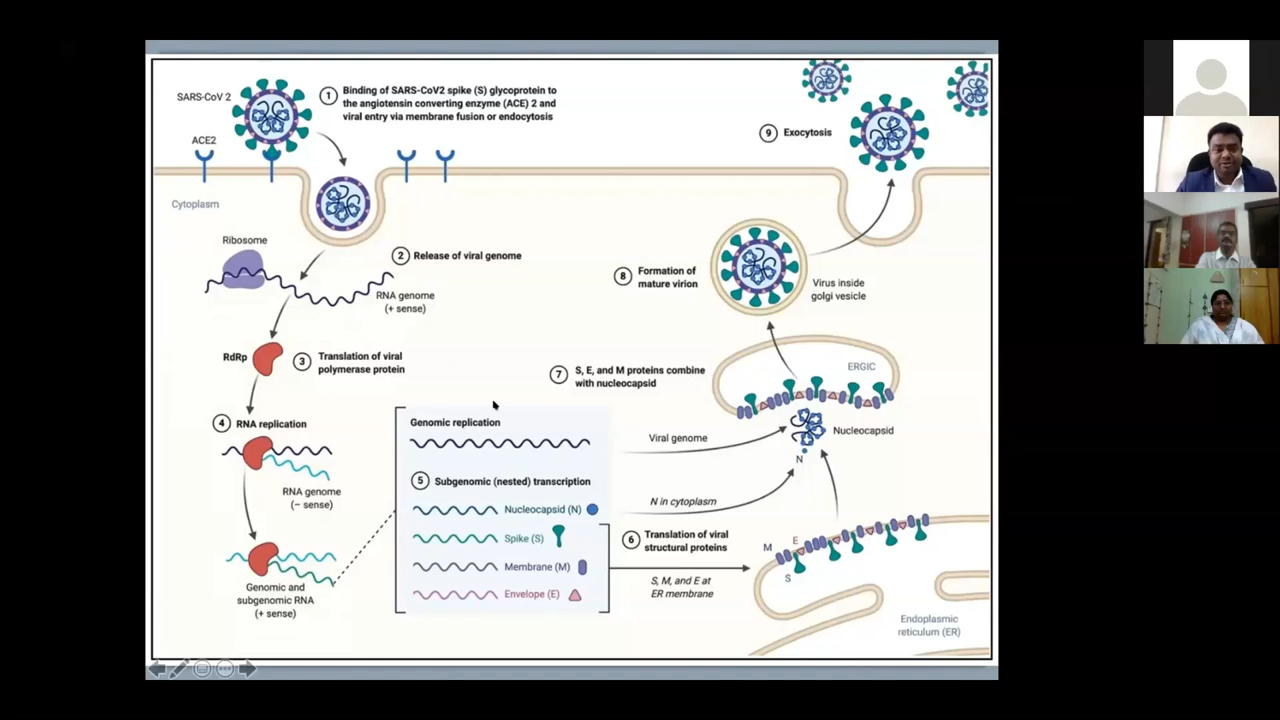 SARS-CoV 2
1
Binding of SARS-CoV2 spike (S) glycoprotein to
the angiotensin converting enzyme (ACE) 2 and
viral entry via membrane fusion or endocytosis
ACE2
Cytoplasm
Ribosome
2 Release of viral genome
RNA genome
(+ sense)
RdRp
3
Translation of viral
polymerase protein
4 RNA replication
RNA genome
(− sense)
Genomic and
subgenomic RNA
(+ sense)
Genomic replication
5 Subgenomic (nested) transcription
Nucleocapsid (N)
Spike (S)
Membrane (M)
Envelope (E)
6
Translation of viral
structural proteins
S, M, and E at
ER membrane
Viral genome
N in cytoplasm
M
E
S
Endoplasmic
reticulum (ER)
7
S, E, and M proteins combine
with nucleocapsid
ERGIC
Nucleocapsid
N
8
Formation of
mature virion
Virus inside
golgi vesicle
9 Exocytosis